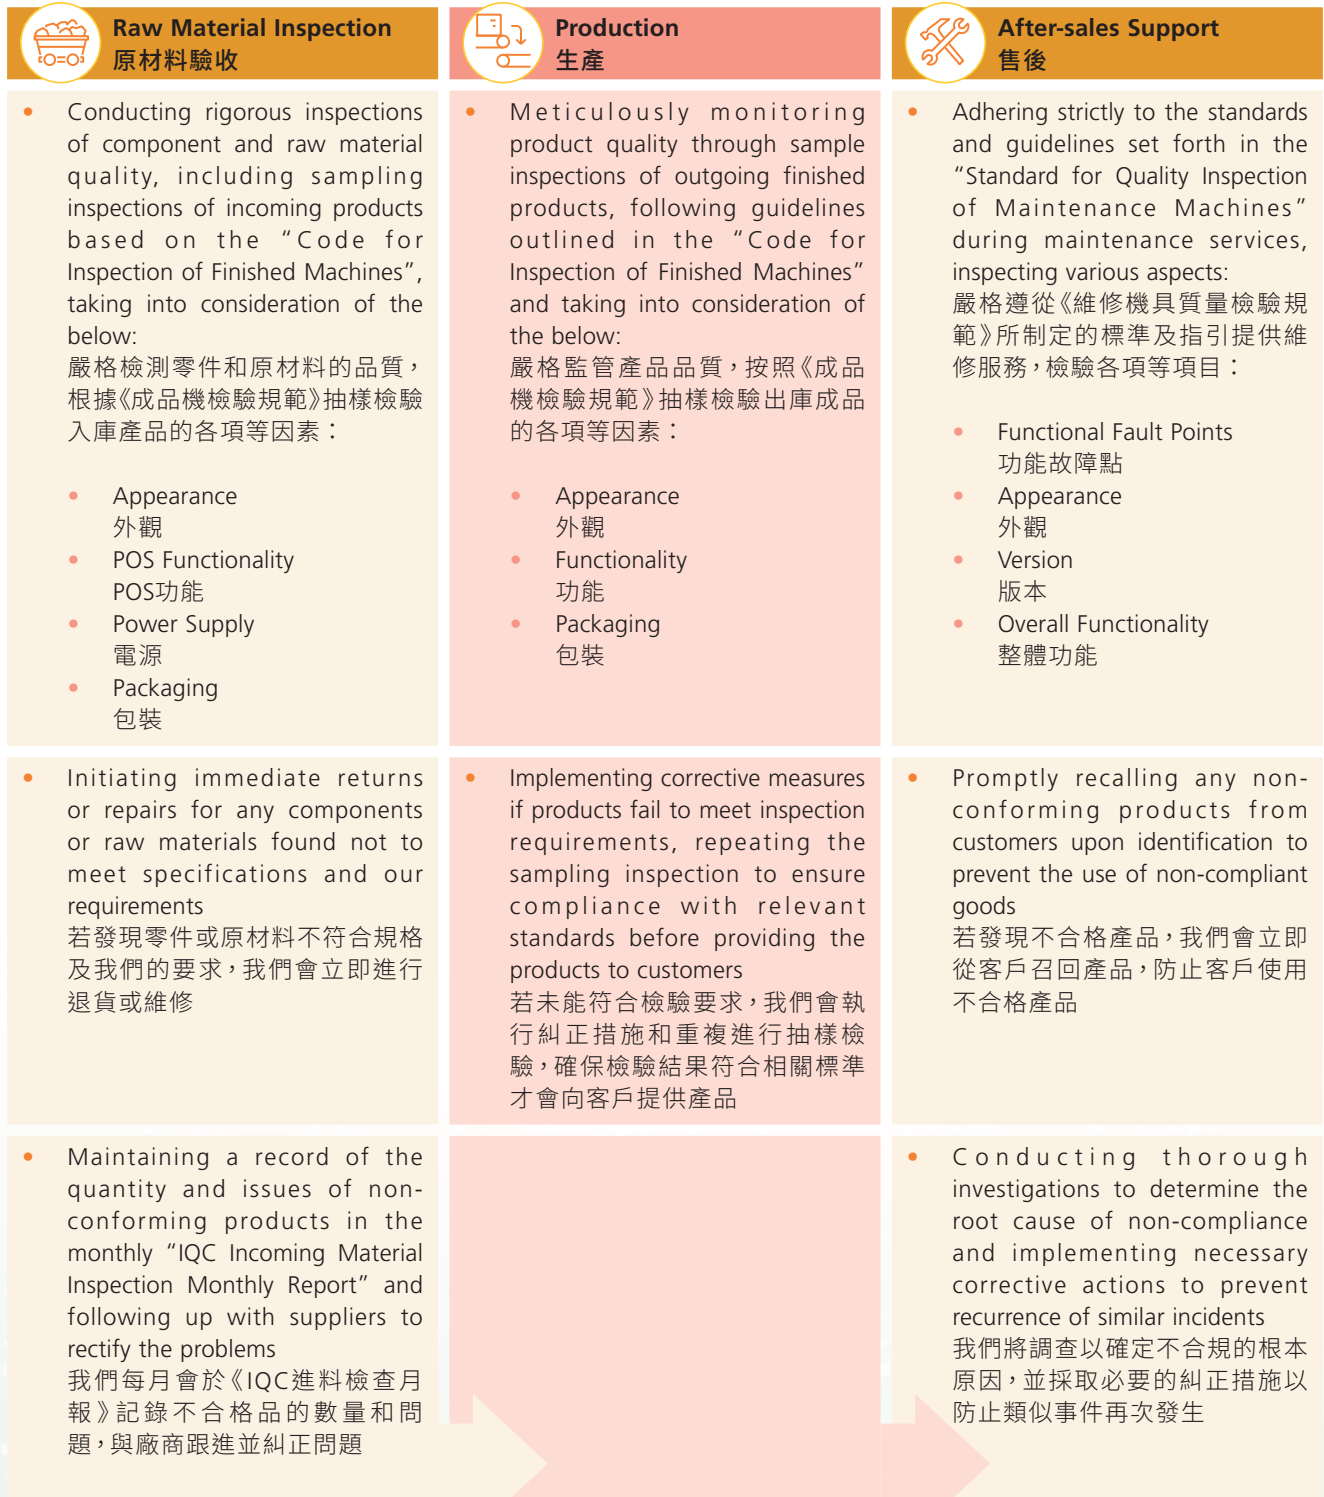 Raw Material Inspection
原材料驗收
Production
生產
After-sales Support
售後
• Conducting rigorous inspections
of component and raw material
quality, including sampling
inspections of incoming products
based on the “Code for
Inspection of Finished Machines”,
taking into consideration of the
below:
嚴格檢測零件和原材料的品質，
根據《成品機檢驗規範》抽樣檢驗
入庫產品的各項等因素：
• Appearance
外觀
• POS Functionality
POS功能
• Power Supply
電源
• Packaging
包裝
• Meticulously monitoring
product quality through sample
inspections of outgoing finished
products, following guidelines
outlined in the “Code for
Inspection of Finished Machines”
and taking into consideration of
the below:
嚴格監管產品品質，按照《成品
機檢驗規範》抽樣檢驗出庫成品
的各項等因素：
• Appearance
外觀
• Functionality
功能
• Packaging
包裝
• Adhering strictly to the standards
and guidelines set forth in the
“Standard for Quality Inspection
of Maintenance Machines”
during maintenance services,
inspecting various aspects:
嚴格遵從《維修機具質量檢驗規
範》所制定的標準及指引提供維
修服務，檢驗各項等項目：
• Functional Fault Points
功能故障點
• Appearance
外觀
• Version
版本
• Overall Functionality
整體功能
• Initiating immediate returns
or repairs for any components
or raw materials found not to
meet specifications and our
requirements
若發現零件或原材料不符合規格
及我們的要求，我們會立即進行
退貨或維修
• Implementing corrective measures
if products fail to meet inspection
requirements, repeating the
sampling inspection to ensure
compliance with relevant
standards before providing the
products to customers
若未能符合檢驗要求，我們會執
行糾正措施和重複進行抽樣檢
驗，確保檢驗結果符合相關標準
才會向客戶提供產品
• Promptly recalling any non-
conforming products from
customers upon identification to
prevent the use of non-compliant
goods
若發現不合格產品，我們會立即
從客戶召回產品，防止客戶使用
不合格產品
• Maintaining a record of the
quantity and issues of non-
conforming products in the
monthly “IQC Incoming Material
Inspection Monthly Report” and
following up with suppliers to
rectify the problems
我們每月會於《IQC進料檢查月
報》記錄不合格品的數量和問
題，與廠商跟進並糾正問題
• Conducting thorough
investigations to determine the
root cause of non-compliance
and implementing necessary
corrective actions to prevent
recurrence of similar incidents
我們將調查以確定不合規的根本
原因，並採取必要的糾正措施以
防止類似事件再次發生